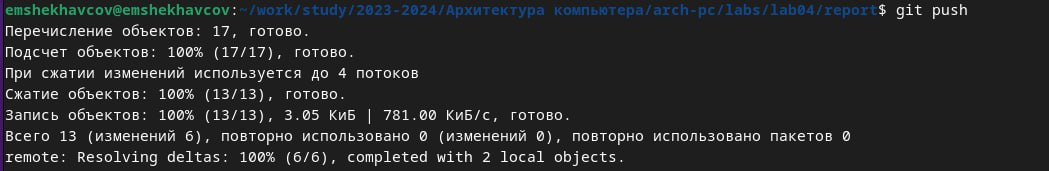 emshekhavcov@emshekhavcov:~/work/study/2023-2024/Архитектура компьютера/arch-pc/labs/lab04/report$ git push
Перечисление объектов: 17, готово.
Подсчет объектов: 100% (17/17), готово.
При сжатии изменений используется до 4 потоков
Сжатие объектов: 100% (13/13), готово.
Запись объектов: 100% (13/13), 3.05 КиБ | 781.00 КиБ/с, готово.
Всего 13 (изменений 6), повторно использовано 0 (изменений 0), повторно использовано пакетов 0
remote: Resolving deltas: 100% (6/6), completed with 2 local objects.